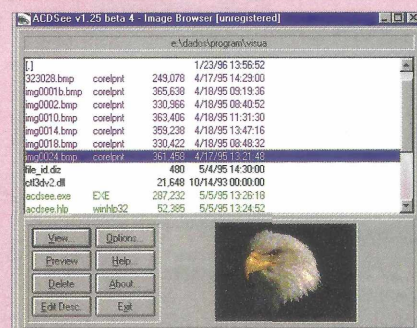 ACDSee v1.25 beta 4 - Image Browser [unregistered]
e:\dados\program\visua
[.] 1/23/96 13:56:52
323028.bmp corelpnt 249,078 4/17/95 14:29:00
img0001b.bmp corelpnt 365,638 4/18/95 09:19:36
img0002.bmp corelpnt 330,966 4/18/95 08:40:52
img0010.bmp corelpnt 363,406 4/18/95 11:31:30
img0014.bmp corelpnt 359,238 4/18/95 13:47:16
img0018.bmp corelpnt 330,422 4/18/95 08:48:32
img0024.bmp corelpnt 361,458 4/17/95 13:21:48
file_id.diz 480 5/4/95 14:30:00
ctl3dv2.dll 21,648 10/14/93 00:00:00
acdsee.exe EXE 287,232 5/5/95 13:26:18
acdsee.hlp winhlp32 52,385 5/5/95 13:24:52
View... Options...
Preview Help...
Delete About...
Edit Desc. Exit